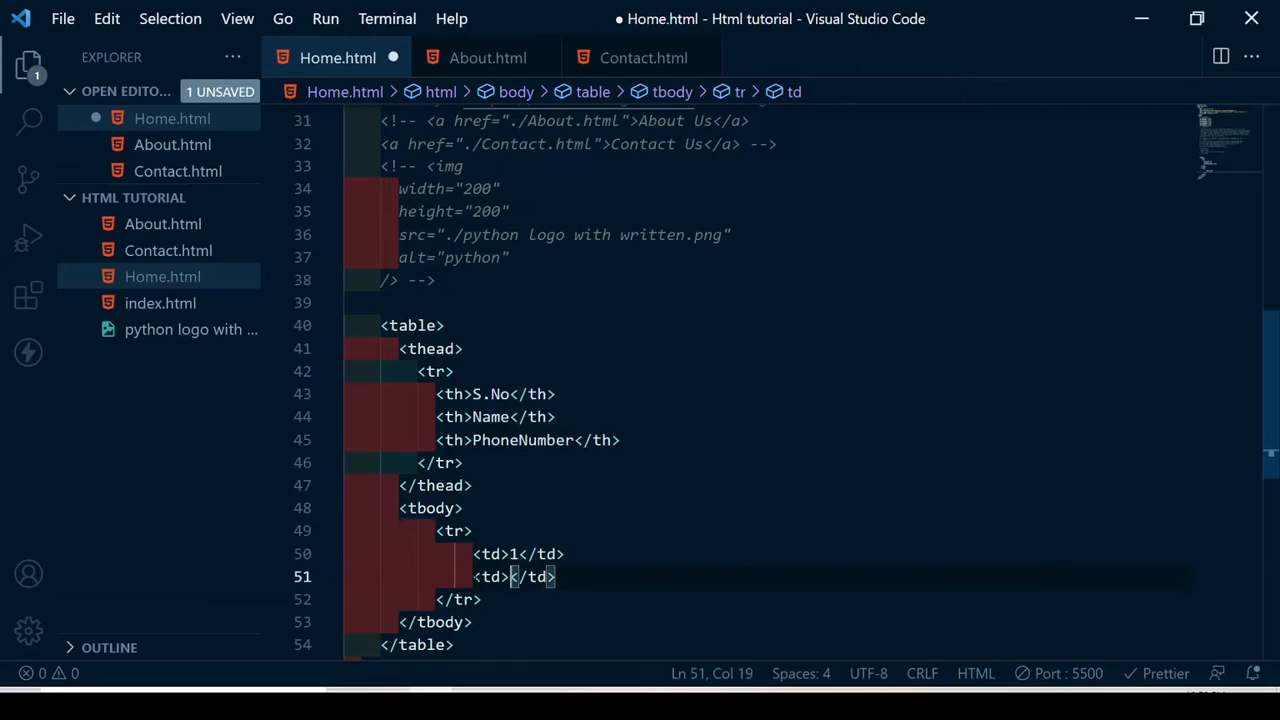 File Edit Selection View Go Run Terminal Help
● Home.html - Html tutorial - Visual Studio Code
EXPLORER ···
Home.html ●
About.html
Contact.html
OPEN EDITO... 1 UNSAVED
Home.html > html > body > table > tbody > tr > td
1
● Home.html
About.html
Contact.html
HTML TUTORIAL
About.html
Contact.html
Home.html
index.html
python logo with ...
OUTLINE
31 <!-- <a href="./About.html">About Us</a>
32 <a href="./Contact.html">Contact Us</a> -->
33 <!-- <img
34 width="200"
35 height="200"
36 src="./python logo with written.png"
37 alt="python"
38 /> -->
39
40 <table>
41 <thead>
42 <tr>
43 <th>S.No</th>
44 <th>Name</th>
45 <th>PhoneNumber</th>
46 </tr>
47 </thead>
48 <tbody>
49 <tr>
50 <td>1</td>
51 <td></td>
52 </tr>
53 </tbody>
54 </table>
0 0 Ln 51, Col 19 Spaces: 4 UTF-8 CRLF HTML Port : 5500 Prettier